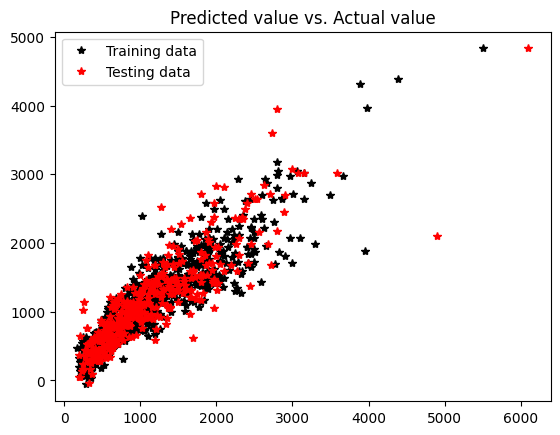 Predicted value vs. Actual value
Training data
Testing data
5000
4000
3000
2000
1000
0
0 1000 2000 3000 4000 5000 6000